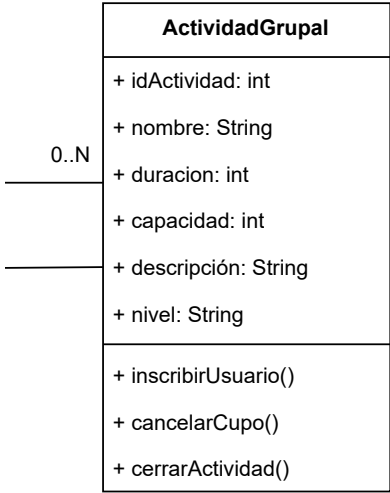 ActividadGrupal
+ idActividad: int
+ nombre: String
0..N
+ duracion: int
+ capacidad: int
+ descripción: String
+ nivel: String
+ inscribirUsuario()
+ cancelarCupo()
+ cerrarActividad()